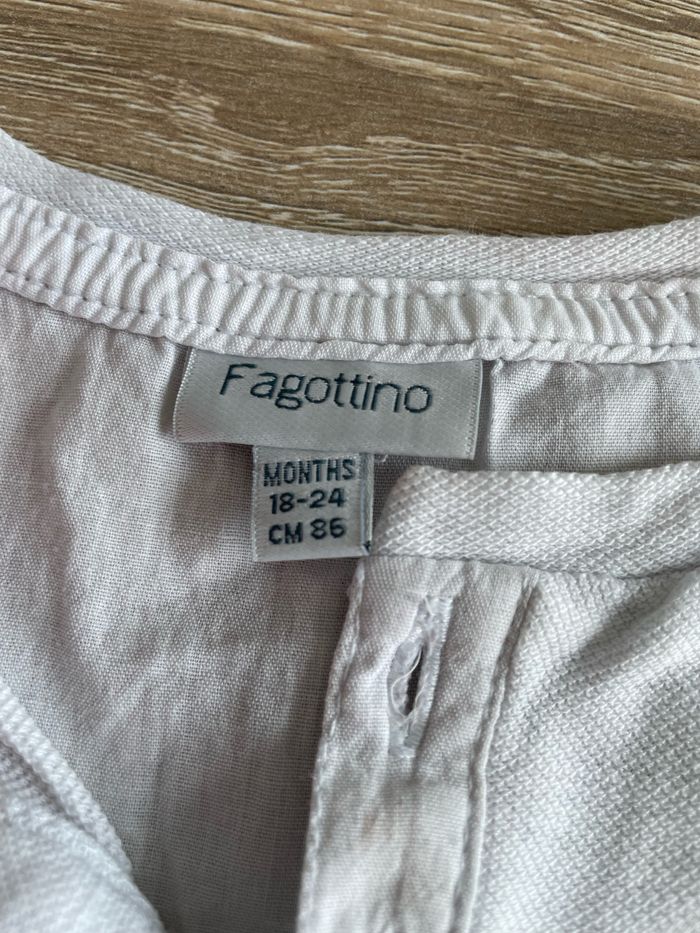 Fagottino
MONTHS
18-24
CM 86